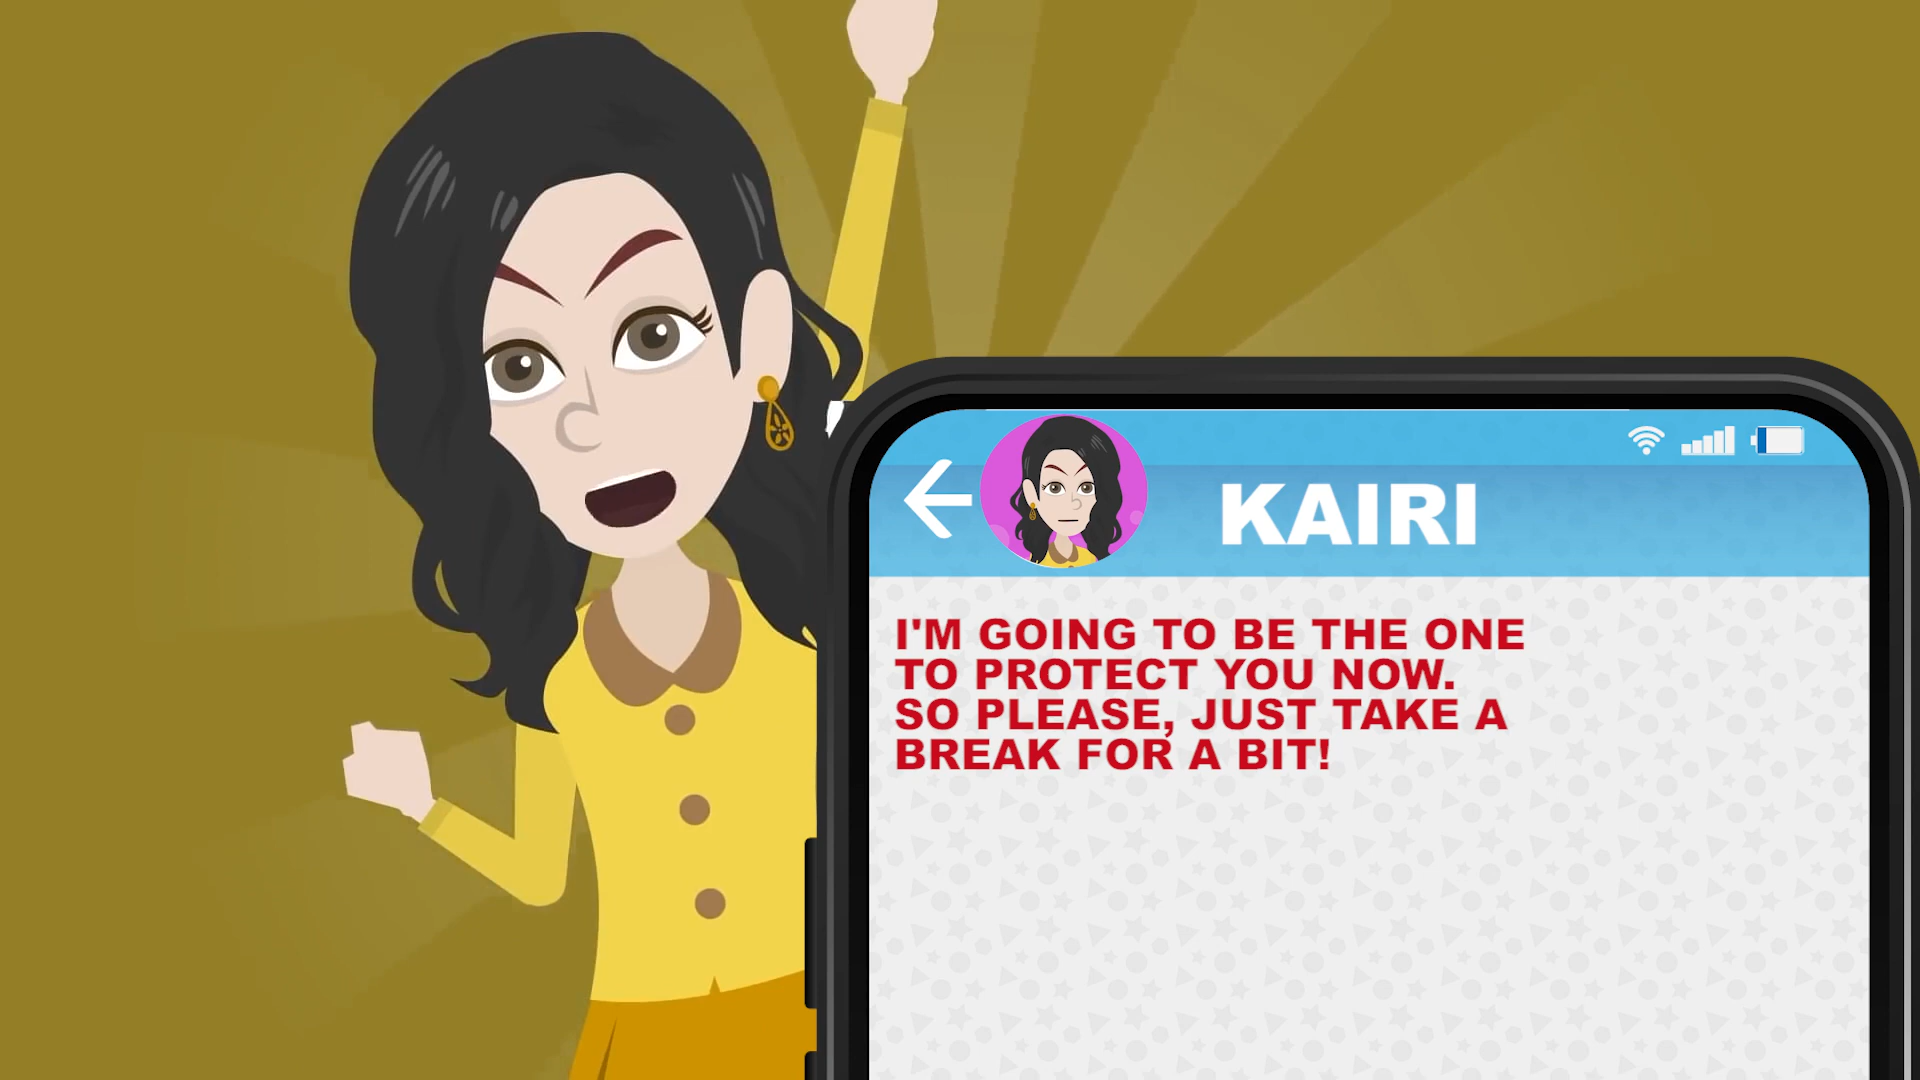 KAIRI
I'M GOING TO BE THE ONE
TO PROTECT YOU NOW.
SO PLEASE, JUST TAKE A
BREAK FOR A BIT!